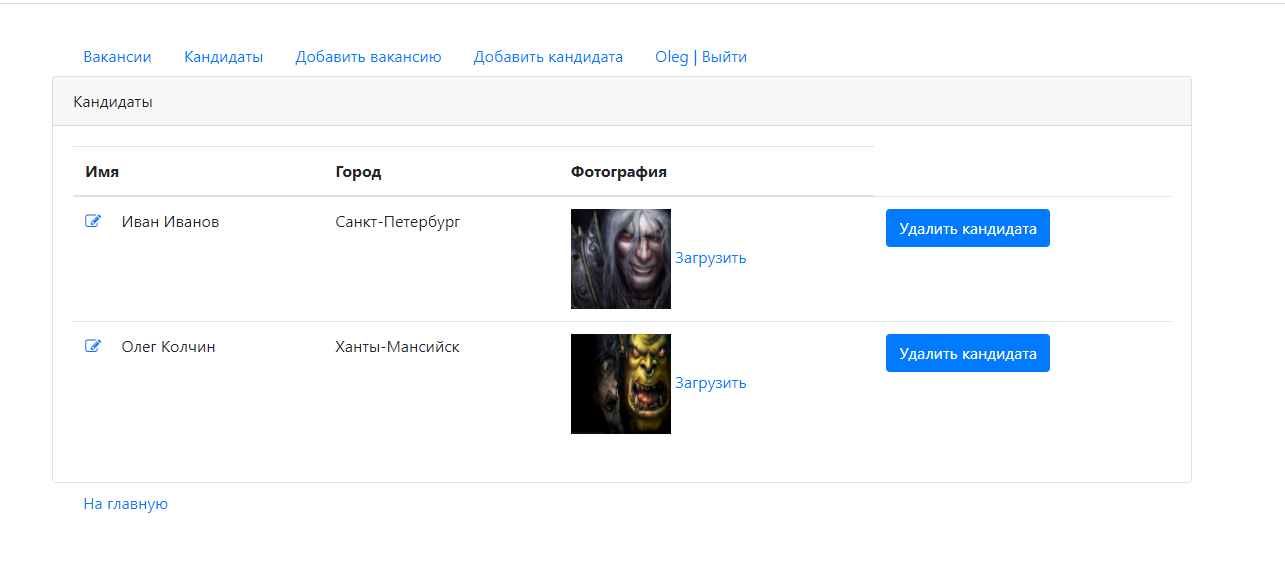 Вакансии Кандидаты Добавить вакансию Добавить кандидата Oleg | Выйти
Кандидаты
Имя Город Фотография
Иван Иванов Санкт-Петербург Загрузить Удалить кандидата
Олег Колчин Ханты-Мансийск Загрузить Удалить кандидата
На главную